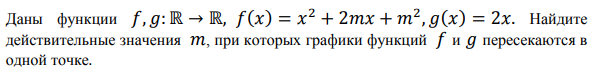 Даны функции f, g: ℝ → ℝ, f(x) = x² + 2mx + m², g(x) = 2x. Найдите
действительные значения m, при которых графики функций f и g пересекаются в
одной точке.